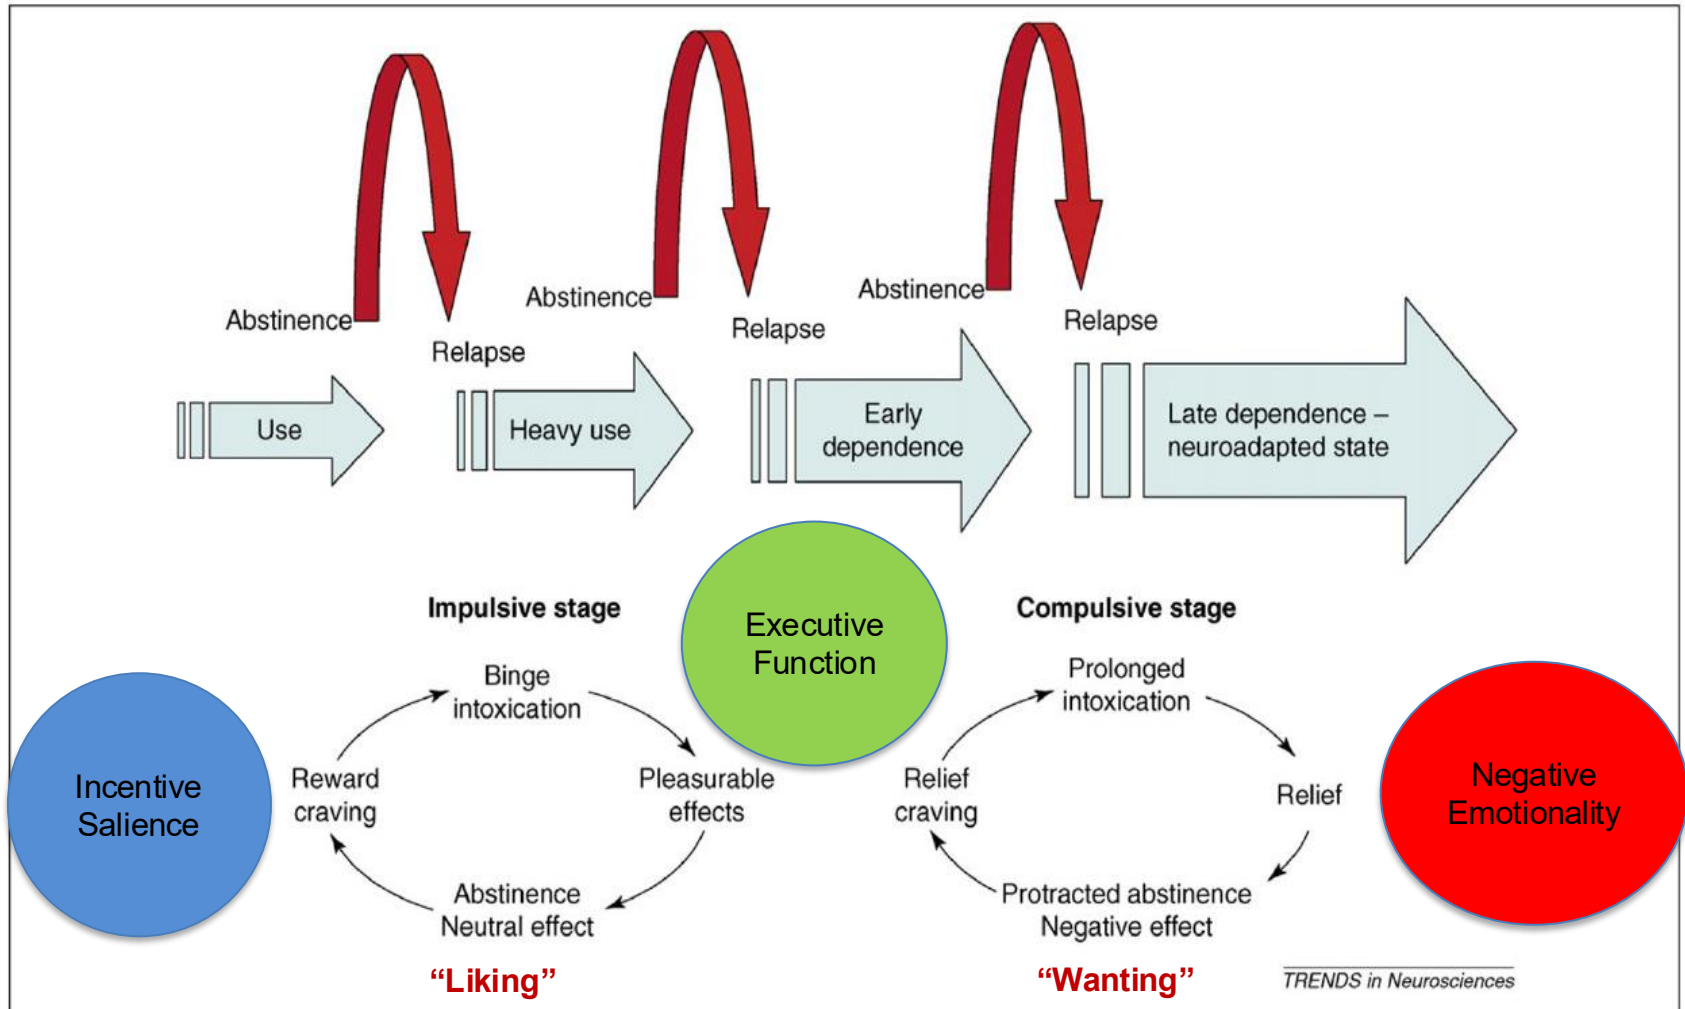 Abstinence
Relapse
Abstinence
Relapse
Abstinence
Relapse
Use
Heavy use
Early
dependence
Late dependence –
neuroadapted state
Impulsive stage
Binge
intoxication
Pleasurable
effects
Abstinence
Neutral effect
Reward
craving
“Liking”
Incentive
Salience
Executive
Function
Compulsive stage
Prolonged
intoxication
Relief
Protracted abstinence
Negative effect
Relief
craving
“Wanting”
Negative
Emotionality
TRENDS in Neurosciences